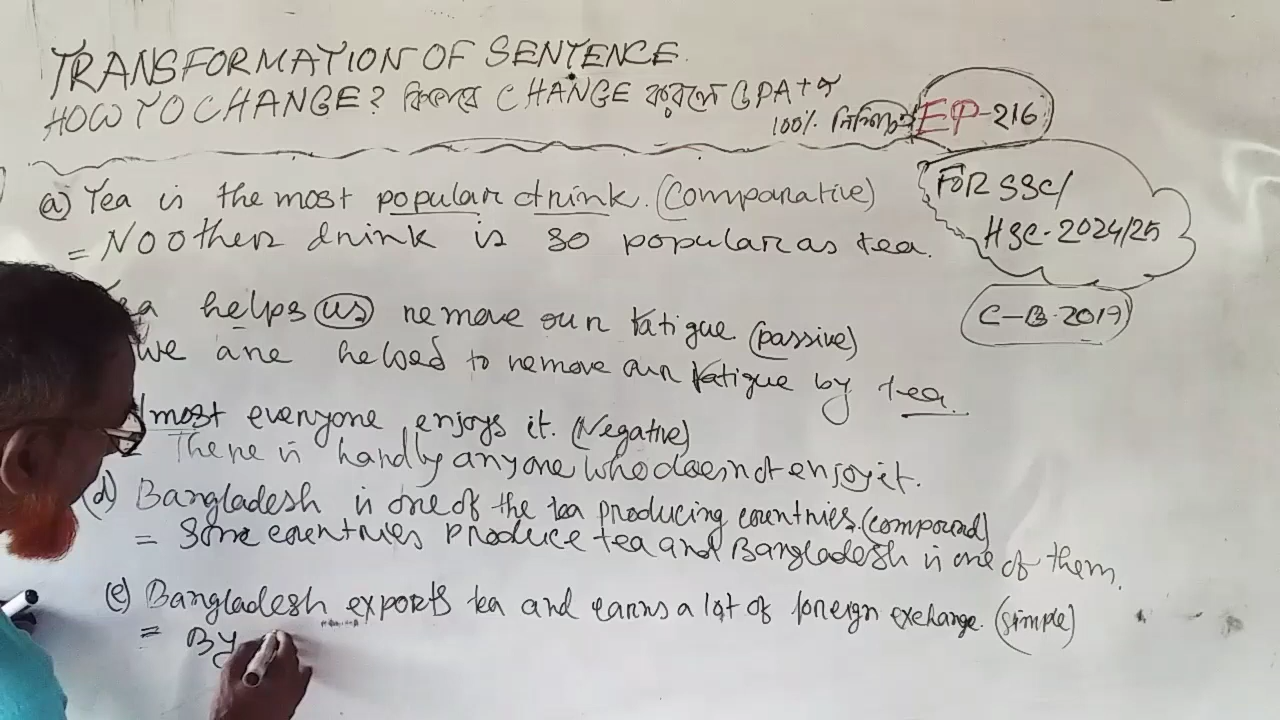 TRANSFORMATION OF SENTENCE.
HOW TO CHANGE? কিভাবে CHANGE করলে GPA+5
100% নিশ্চিত
EP-216
FOR SSC/
HSC-2024/25
C-B-2019
(a) Tea is the most popular drink. (Comparative)
= No other drink is so popular as tea.
helps us remove our fatigue (passive)
We are helped to remove our fatigue by tea.
most everyone enjoys it. (Negative)
There is hardly anyone who does not enjoy it.
(d) Bangladesh is one of the tea producing countries. (compound)
= Some countries produce tea and Bangladesh is one of them.
(e) Bangladesh exports tea and earns a lot of foreign exchange. (simple)
= By